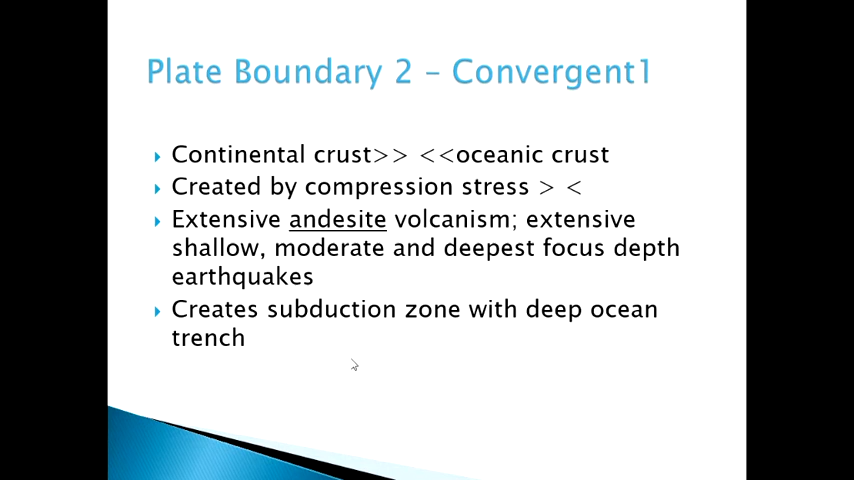 Plate Boundary 2 – Convergent1
Continental crust>> <<oceanic crust
Created by compression stress > <
Extensive andesite volcanism; extensive
shallow, moderate and deepest focus depth
earthquakes
Creates subduction zone with deep ocean
trench